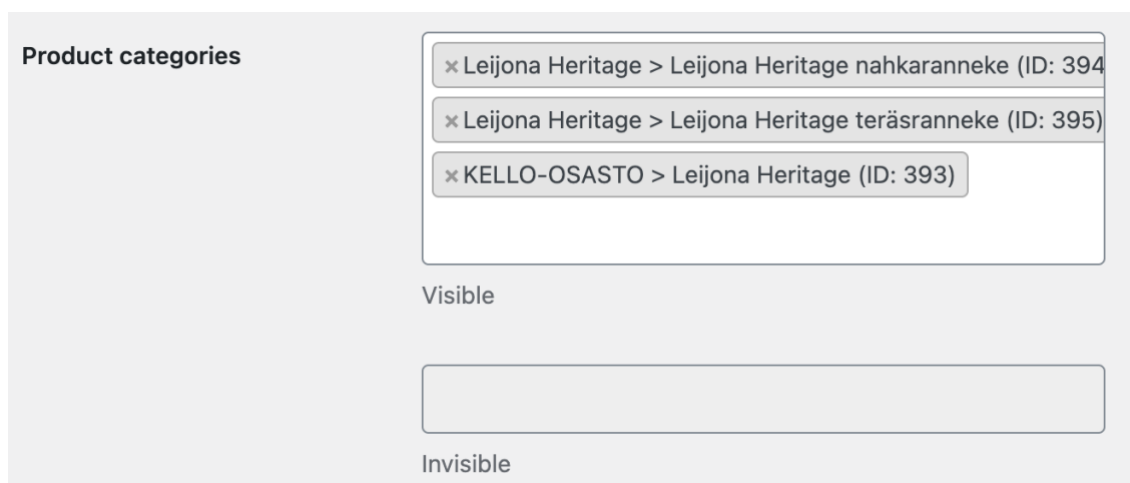 Product categories
×Leijona Heritage > Leijona Heritage nahkaranneke (ID: 394
×Leijona Heritage > Leijona Heritage teräsranneke (ID: 395)
×KELLO-OSASTO > Leijona Heritage (ID: 393)
Visible
Invisible